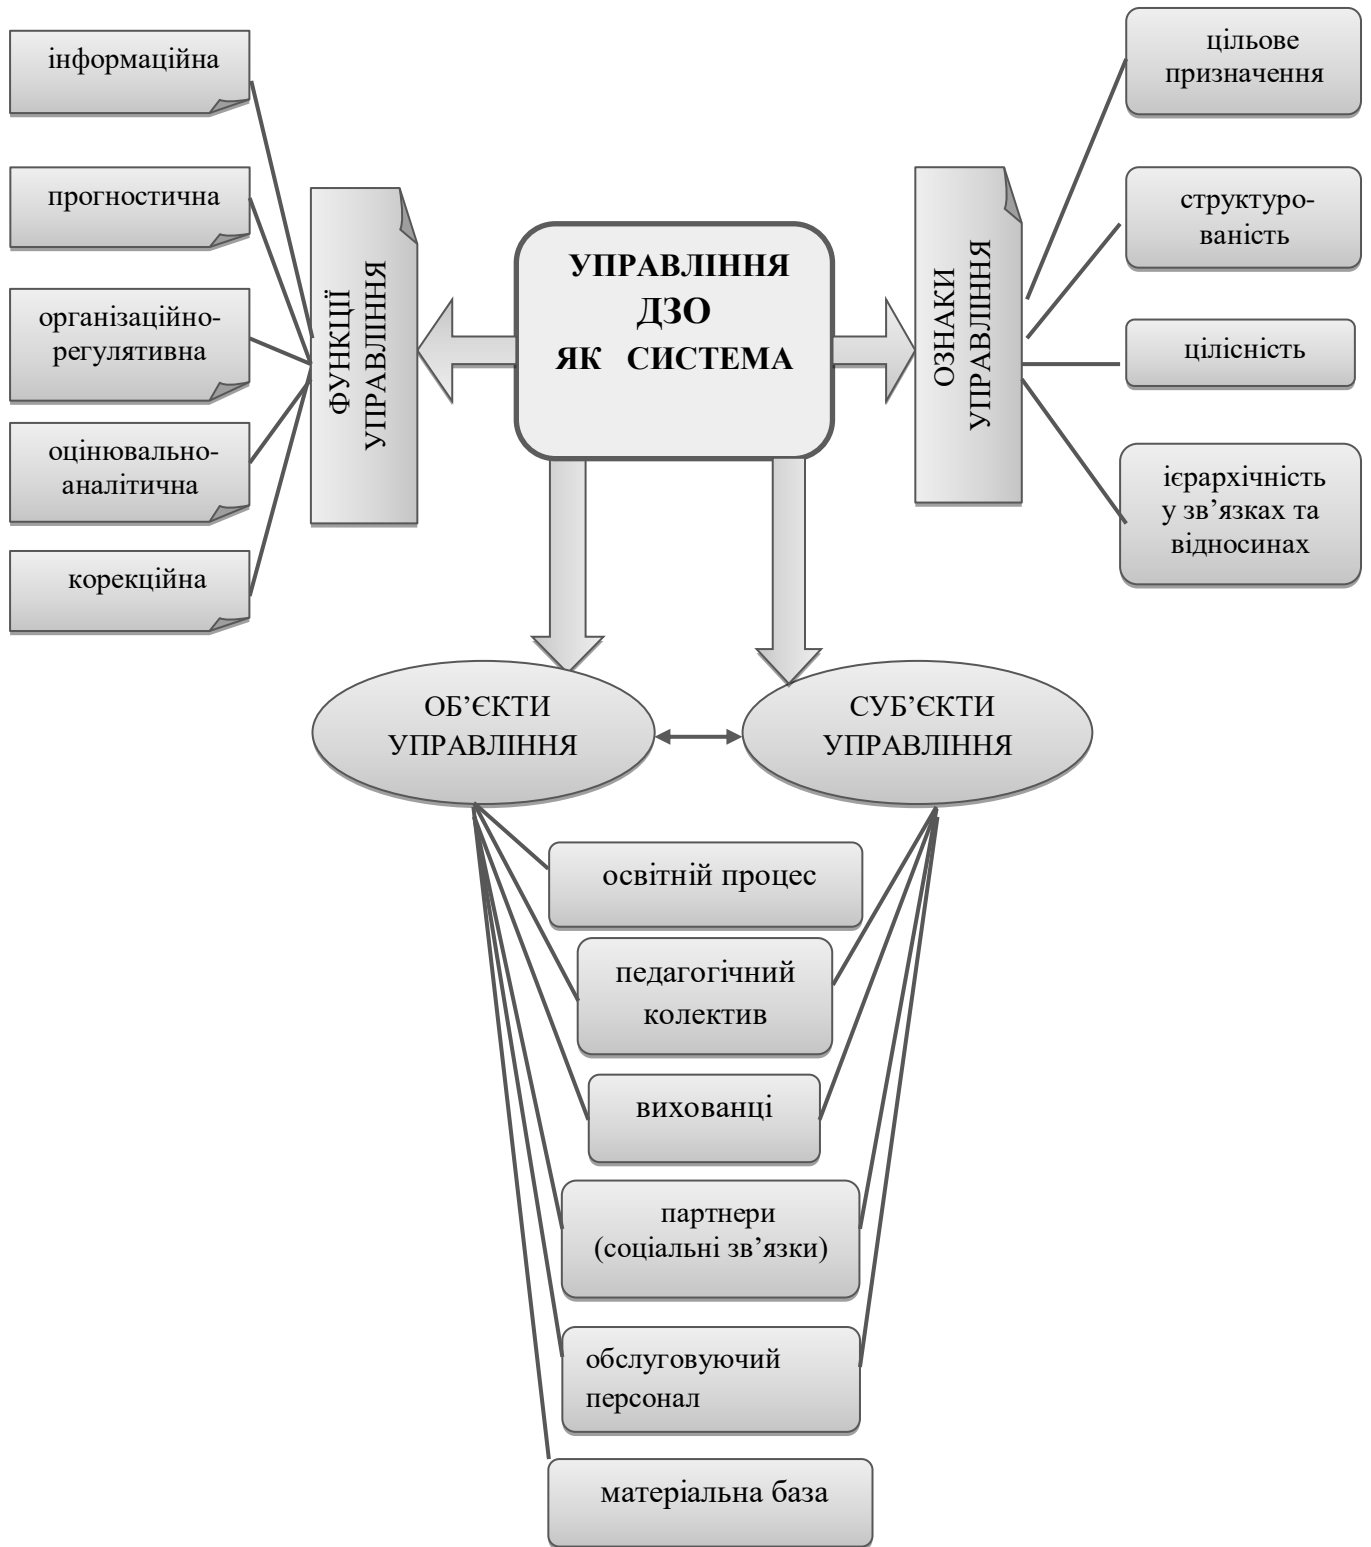 УПРАВЛІННЯ
ДЗО
ЯК СИСТЕМА
ФУНКЦІЇ
УПРАВЛІННЯ
інформаційна
прогностична
організаційно-
регулятивна
оцінювально-
аналітична
корекційна
ОЗНАКИ
УПРАВЛІННЯ
цільове
призначення
структуро-
ваність
цілісність
ієрархічність
у зв’язках та
відносинах
ОБ’ЄКТИ
УПРАВЛІННЯ
СУБ’ЄКТИ
УПРАВЛІННЯ
освітній процес
педагогічний
колектив
вихованці
партнери
(соціальні зв’язки)
обслуговуючий
персонал
матеріальна база